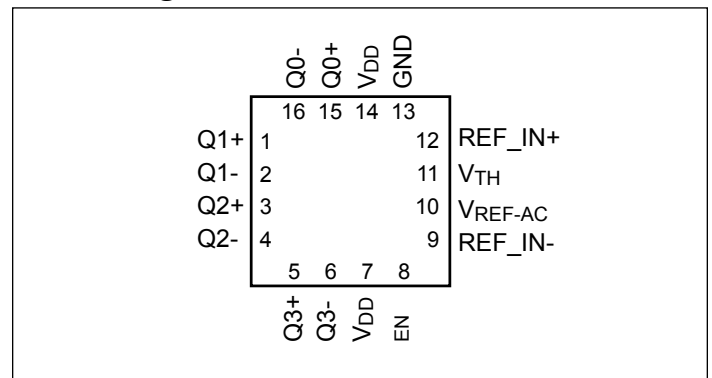 Q0- Q0+ VDD GND
16 15 14 13
Q1+ 1 12 REF_IN+
Q1- 2 11 VTH
Q2+ 3 10 VREF-AC
Q2- 4 9 REF_IN-
5 6 7 8
Q3+ Q3- VDD EN